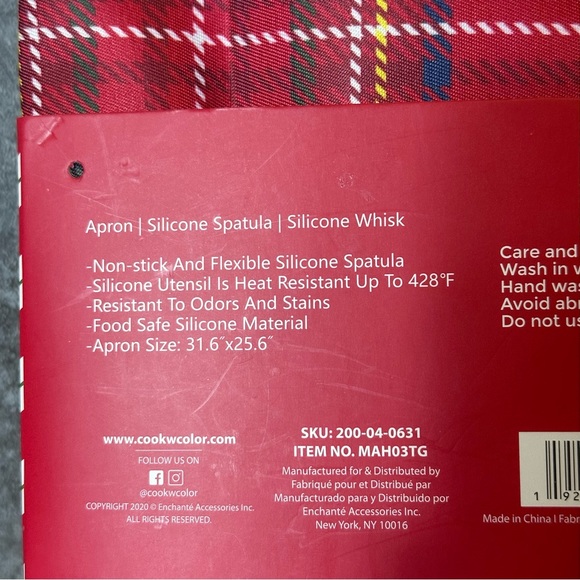 Apron | Silicone Spatula | Silicone Whisk
-Non-stick And Flexible Silicone Spatula
-Silicone Utensil Is Heat Resistant Up To 428°F
-Resistant To Odors And Stains
-Food Safe Silicone Material
-Apron Size: 31.6˝x25.6˝
Care and
Wash in
Hand
Avoid
Do not
www.cookwcolor.com
FOLLOW US ON
@cookwcolor
COPYRIGHT 2020 © Enchanté Accessories Inc.
ALL RIGHTS RESERVED.
SKU: 200-04-0631
ITEM NO. MAH03TG
Manufactured for & Distributed by
Fabriqué pour et Distribué par
Manufacturado para y Distribuido por
Enchanté Accessories Inc.
New York, NY 10016
1 92
Made in China |